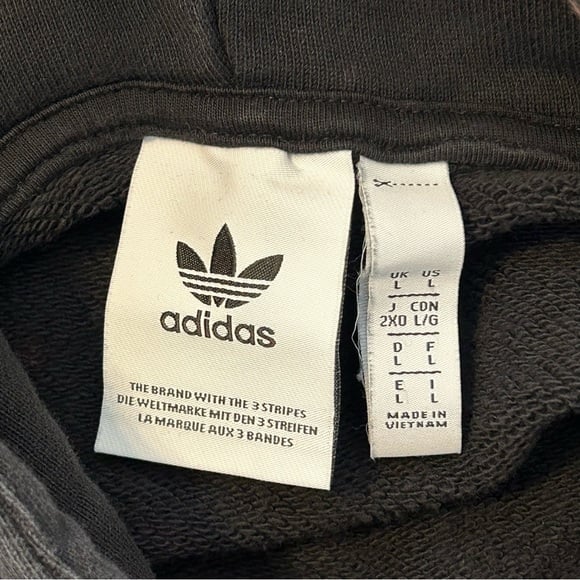 adidas
THE BRAND WITH THE 3 STRIPES
DIE WELTMARKE MIT DEN 3 STREIFEN
LA MARQUE AUX 3 BANDES
UK US
L L
J CDN
2XO L/G
D F
L L
E I
L L
MADE IN
VIETNAM